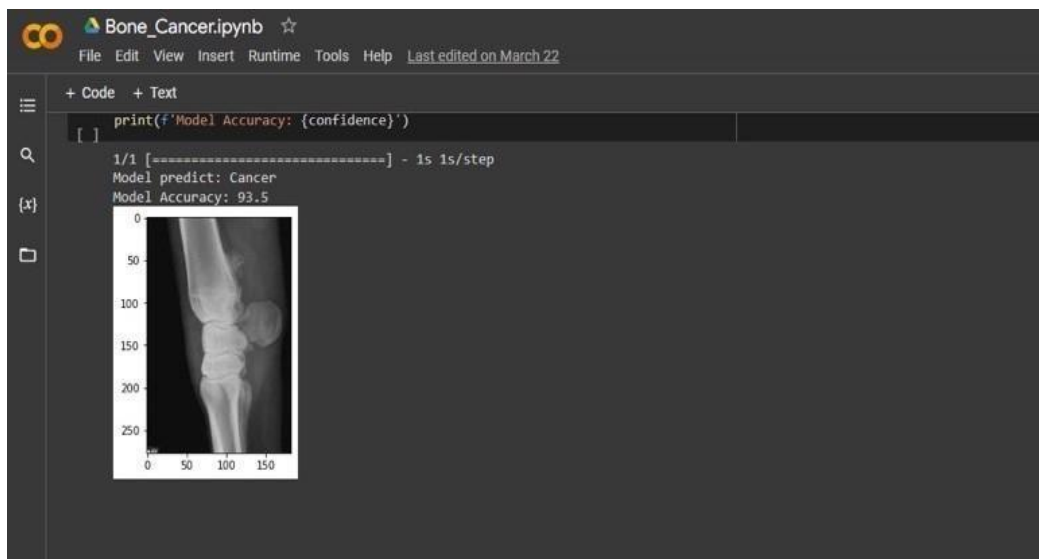 CO Bone_Cancer.ipynb
File Edit View Insert Runtime Tools Help Last edited on March 22
+ Code + Text
print(f'Model Accuracy: {confidence}')
[ ]
1/1 [==============================] - 1s 1s/step
Model predict: Cancer
Model Accuracy: 93.5
0
50
100
150
200
250
0 50 100 150
{x}